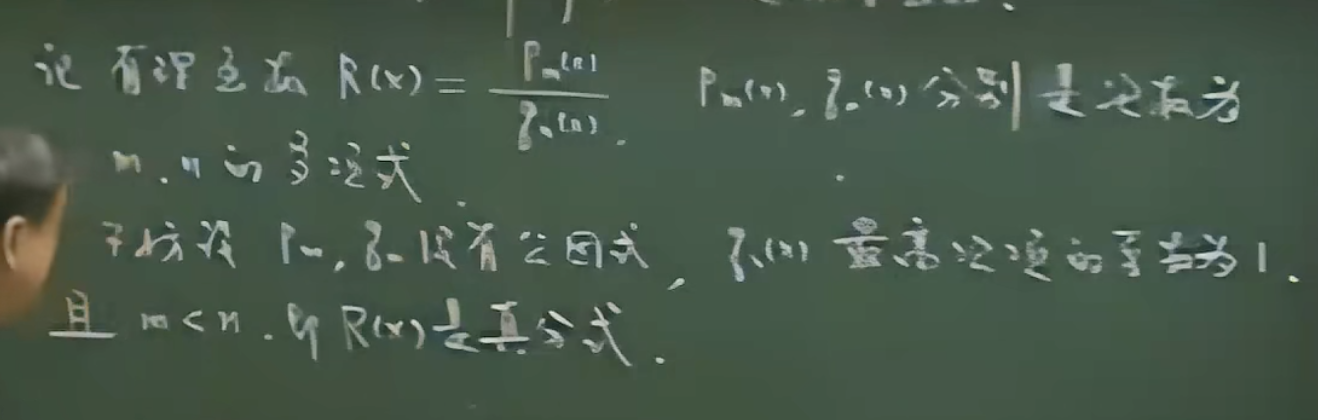 记 有理函数 R(x) = P_m(x) / q_n(x) . P_m(x), q_n(x) 分别是次数为
m, n 的多项式.
不妨设 P_m, q_n 没有公因式, q_n(x) 最高次项的系数为1.
且 m<n. 即 R(x) 是真分式.